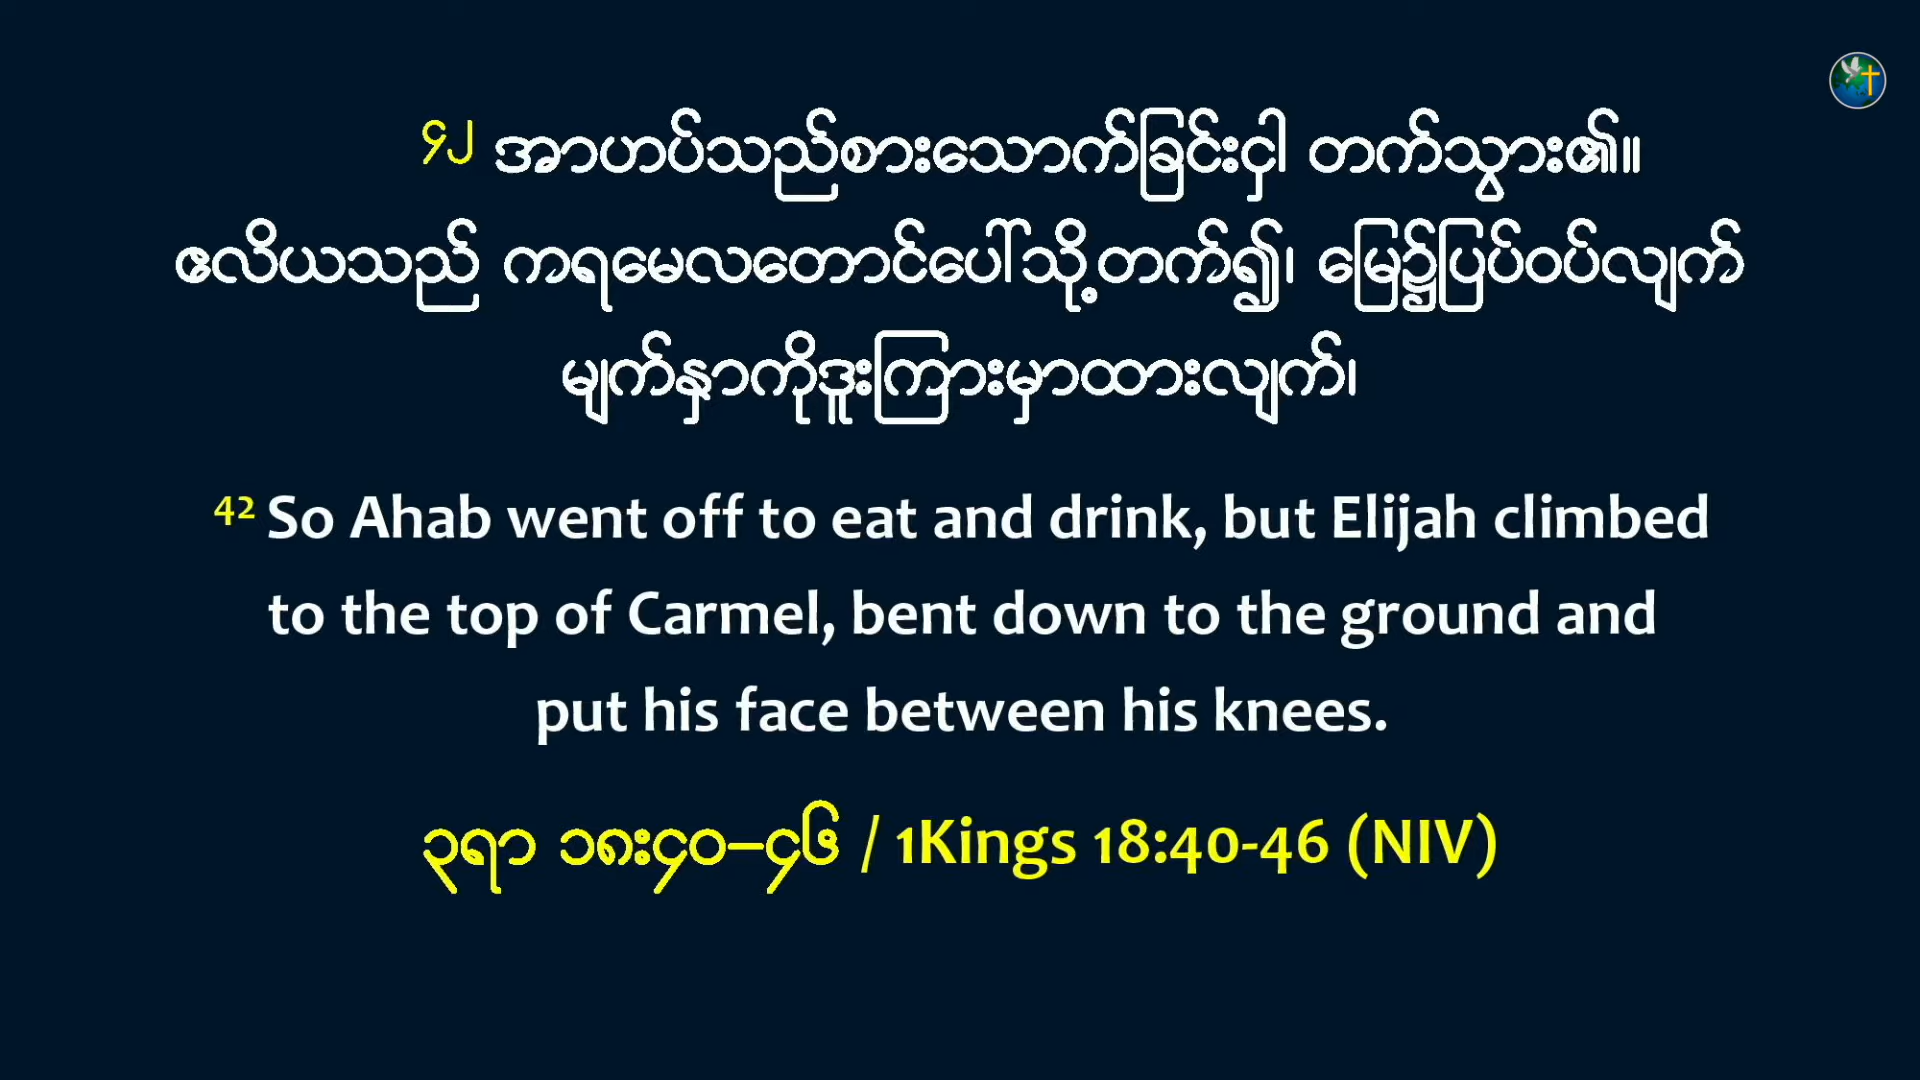 ၄၂ အာဟပ်သည်စားသောက်ခြင်းငှါ တက်သွား၏။
ဧလိယသည် ကရမေလတောင်ပေါ်သို့တက်၍၊ မြေ၌ပြပ်ဝပ်လျက်
မျက်နှာကိုဒူးကြားမှာထားလျက်၊
42 So Ahab went off to eat and drink, but Elijah climbed
to the top of Carmel, bent down to the ground and
put his face between his knees.
၃ရာ ၁၈း၄၀–၄၆ / 1Kings 18:40-46 (NIV)